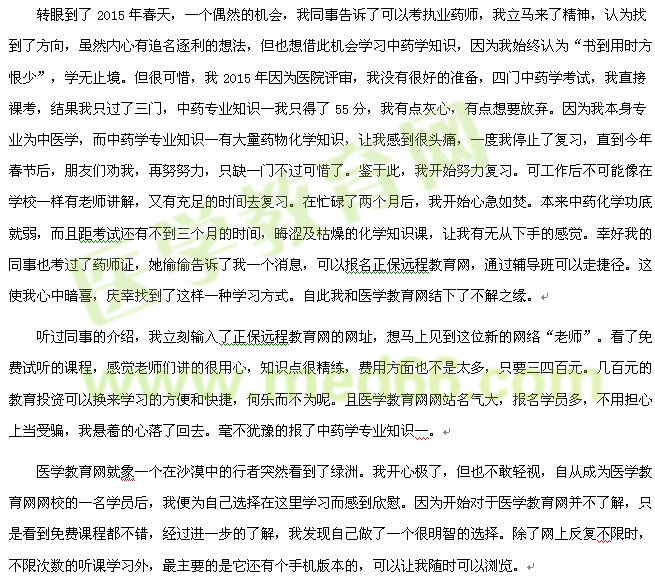 转眼到了 2015 年春天，一个偶然的机会，我同事告诉了可以考执业药师，我立马来了精神，认为找
到了方向，虽然内心有追名逐利的想法，但也想借此机会学习中药学知识，因为我始终认为“书到用时方
恨少”，学无止境。但很可惜，我 2015 年因为医院评审，我没有很好的准备，四门中药学考试，我直接
裸考，结果我只过了三门，中药专业知识一我只得了 55 分，我有点灰心，有点想要放弃。因为我本身专
业为中医学，而中药学专业知识一有大量药物化学知识，让我感到很头痛，一度我停止了复习，直到今年
春节后，朋友们劝我，再努努力，只缺一门不过可惜了。鉴于此，我开始努力复习。可工作后不可能像在
学校一样有老师讲解，又有充足的时间去复习。在忙碌了两个月后，我开始心急如焚。本来中药化学功底
就弱，而且距考试还有不到三个月的时间，晦涩及枯燥的化学知识课，让我有无从下手的感觉。幸好我的
同事也考过了药师证，她偷偷告诉了我一个消息，可以报名正保远程教育网，通过辅导班可以走捷径。这
使我心中暗喜，庆幸找到了这样一种学习方式。自此我和医学教育网结下了不解之缘。
听过同事的介绍，我立刻输入了正保远程教育网的网址，想马上见到这位新的网络“老师”。看了免
费试听的课程，感觉老师们讲的很用心，知识点很精练，费用方面也不是太多，只要三四百元。几百元的
教育投资可以换来学习的方便和快捷，何乐而不为呢。且医学教育网网站名气大，报名学员多，不用担心
上当受骗，我悬着的心落了回去。毫不犹豫的报了中药学专业知识一。
医学教育网就象一个在沙漠中的行者突然看到了绿洲。我开心极了，但也不敢轻视，自从成为医学教
育网网校的一名学员后，我便为自己选择在这里学习而感到欣慰。因为开始对于医学教育网并不了解，只
是看到免费课程都不错，经过进一步的了解，我发现自己做了一个很明智的选择。除了网上反复不限时，
不限次数的听课学习外，最主要的是它还有个手机版本的，可以让我随时可以浏览。
医学教育网
www.med66.com